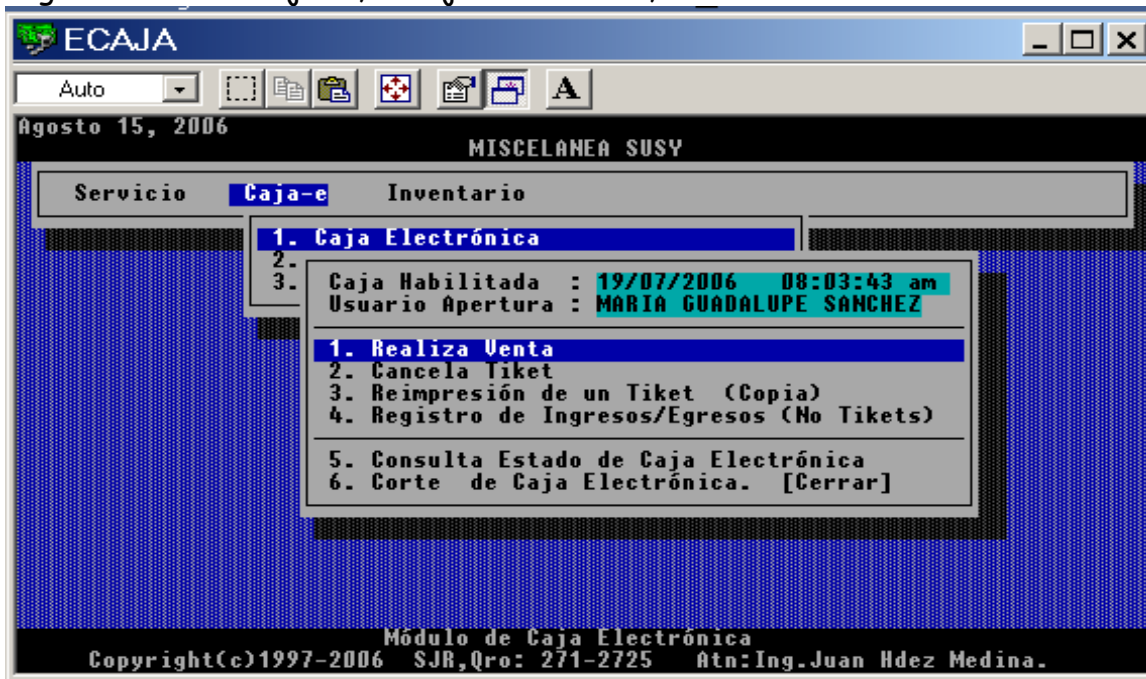 ECAJA
Auto
A
Agosto 15, 2006
MISCELANEA SUSY
Servicio Caja-e Inventario
1. Caja Electrónica
2.
3.
Caja Habilitada : 19/07/2006 08:03:43 am
Usuario Apertura : MARIA GUADALUPE SANCHEZ
1. Realiza Venta
2. Cancela Tiket
3. Reimpresión de un Tiket (Copia)
4. Registro de Ingresos/Egresos (No Tikets)
5. Consulta Estado de Caja Electrónica
6. Corte de Caja Electrónica. [Cerrar]
Módulo de Caja Electrónica
Copyright(c)1997-2006 SJR,Qro: 271-2725 Atn:Ing.Juan Hdez Medina.